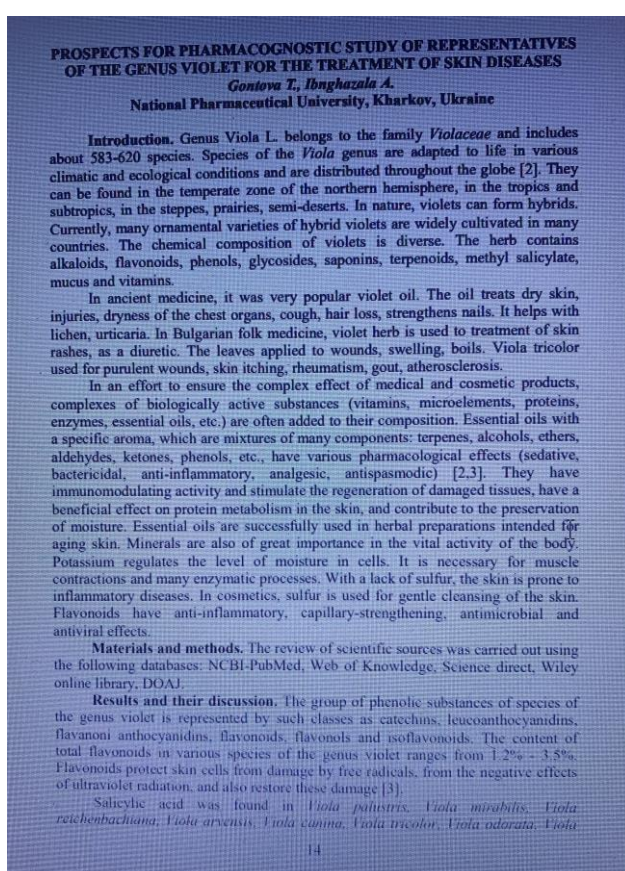 PROSPECTS FOR PHARMACOGNOSTIC STUDY OF REPRESENTATIVES
OF THE GENUS VIOLET FOR THE TREATMENT OF SKIN DISEASES
Gontova T., Ibnghazala A.
National Pharmaceutical University, Kharkov, Ukraine
Introduction. Genus Viola L. belongs to the family Violaceae and includes
about 583-620 species. Species of the Viola genus are adapted to life in various
climatic and ecological conditions and are distributed throughout the globe [2]. They
can be found in the temperate zone of the northern hemisphere, in the tropics and
subtropics, in the steppes, prairies, semi-deserts. In nature, violets can form hybrids.
Currently, many ornamental varieties of hybrid violets are widely cultivated in many
countries. The chemical composition of violets is diverse. The herb contains
alkaloids, flavonoids, phenols, glycosides, saponins, terpenoids, methyl salicylate,
mucus and vitamins.
In ancient medicine, it was very popular violet oil. The oil treats dry skin,
injuries, dryness of the chest organs, cough, hair loss, strengthens nails. It helps with
lichen, urticaria. In Bulgarian folk medicine, violet herb is used to treatment of skin
rashes, as a diuretic. The leaves applied to wounds, swelling, boils. Viola tricolor
used for purulent wounds, skin itching, rheumatism, gout, atherosclerosis.
In an effort to ensure the complex effect of medical and cosmetic products,
complexes of biologically active substances (vitamins, microelements, proteins,
enzymes, essential oils, etc.) are often added to their composition. Essential oils with
a specific aroma, which are mixtures of many components: terpenes, alcohols, ethers,
aldehydes, ketones, phenols, etc., have various pharmacological effects (sedative,
bactericidal, anti-inflammatory, analgesic, antispasmodic) [2,3]. They have
immunomodulating activity and stimulate the regeneration of damaged tissues, have a
beneficial effect on protein metabolism in the skin, and contribute to the preservation
of moisture. Essential oils are successfully used in herbal preparations intended for
aging skin. Minerals are also of great importance in the vital activity of the body.
Potassium regulates the level of moisture in cells. It is necessary for muscle
contractions and many enzymatic processes. With a lack of sulfur, the skin is prone to
inflammatory diseases. In cosmetics, sulfur is used for gentle cleansing of the skin.
Flavonoids have anti-inflammatory, capillary-strengthening, antimicrobial and
antiviral effects.
Materials and methods. The review of scientific sources was carried out using
the following databases: NCBI-PubMed, Web of Knowledge, Science direct, Wiley
online library, DOAJ.
Results and their discussion. The group of phenolic substances of species of
the genus violet is represented by such classes as catechins, leucoanthocyanidins,
flavanoni anthocyanidins, flavonoids, flavonols and isoflavonoids. The content of
total flavonoids in various species of the genus violet ranges from 1.2% - 3.5%.
Flavonoids protect skin cells from damage by free radicals, from the negative effects
of ultraviolet radiation, and also restore these damage [3].
Salicylic acid was found in Viola palustris, Viola mirabilis, Viola
reichenbachiana, Viola arvensis, Viola canina, Viola tricolor, Viola odorata, Viola
14